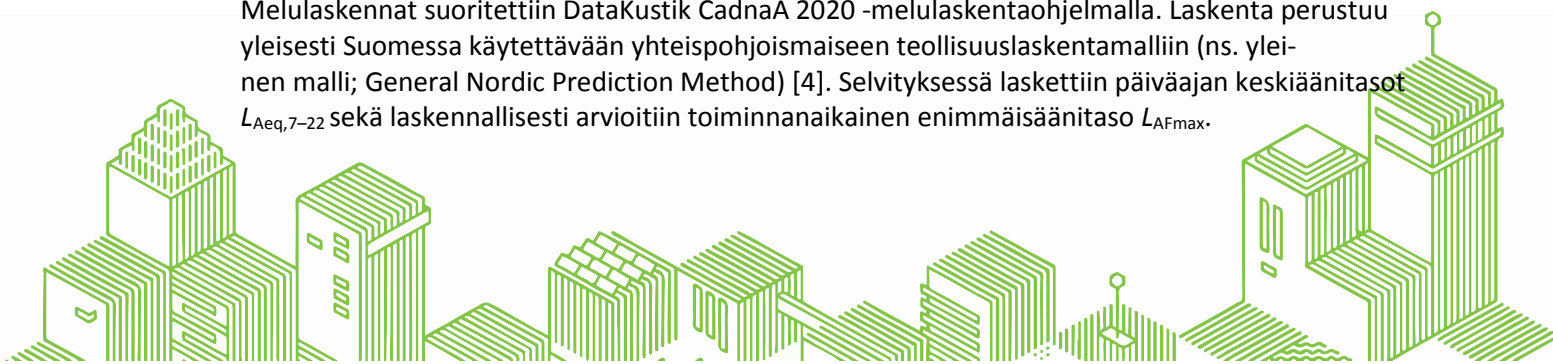 Melulaskennat suoritettiin DataKustik CadnaA 2020 -melulaskentaohjelmalla. Laskenta perustuu
yleisesti Suomessa käytettävään yhteispohjoismaiseen teollisuuslaskentamalliin (ns. ylei-
nen malli; General Nordic Prediction Method) [4]. Selvityksessä laskettiin päiväajan keskiäänitasot
LAeq,7–22 sekä laskennallisesti arvioitiin toiminnanaikainen enimmäisäänitaso LAFmax.